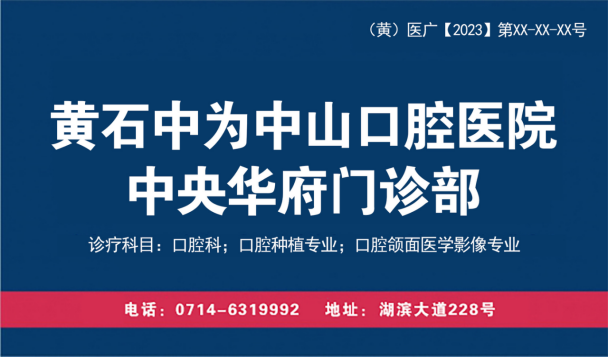 （黄）医广【2023】第XX-XX-XX号
黄石中为中山口腔医院
中央华府门诊部
诊疗科目：口腔科；口腔种植专业；口腔颌面医学影像专业
电话：0714-6319992 地址：湖滨大道228号